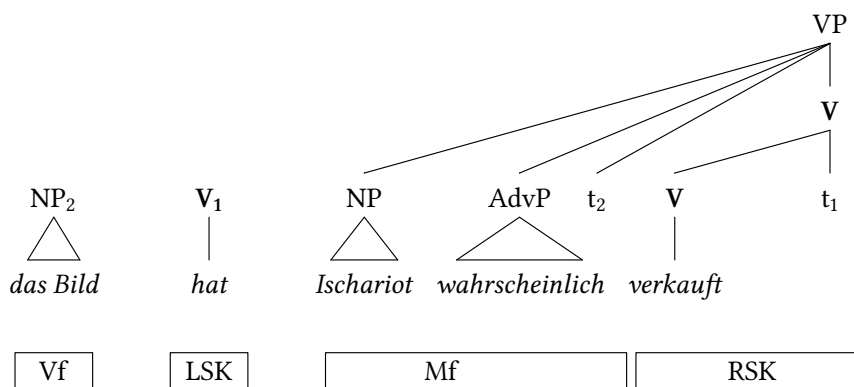 VP
V
NP₂ V₁ NP AdvP t₂ V t₁
das Bild hat Ischariot wahrscheinlich verkauft
Vf LSK Mf RSK